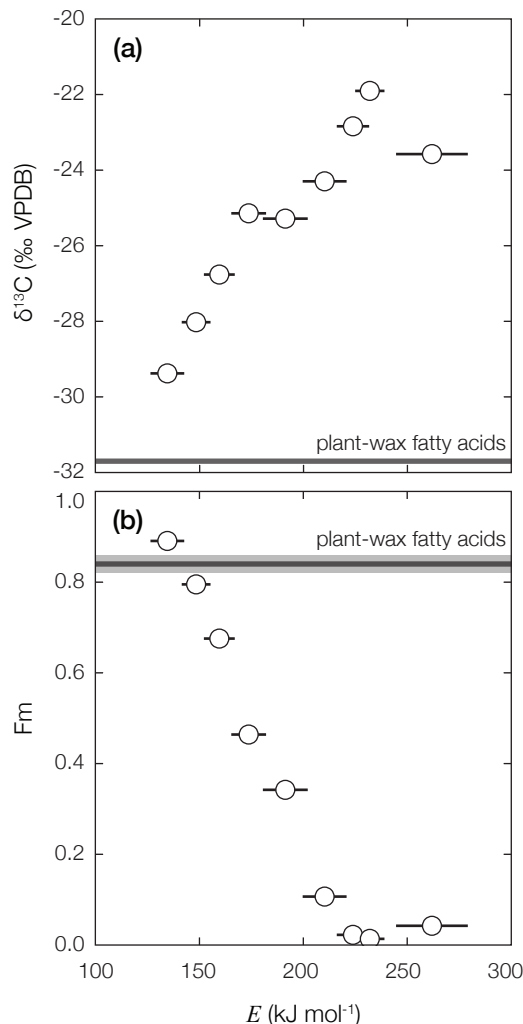 -20
(a)
-22
-24
-26
-28
-30
-32
δ¹³C (‰ VPDB)
plant-wax fatty acids
1.0
(b)
plant-wax fatty acids
0.8
0.6
0.4
0.2
0.0
Fm
100 150 200 250 300
E (kJ mol⁻¹)